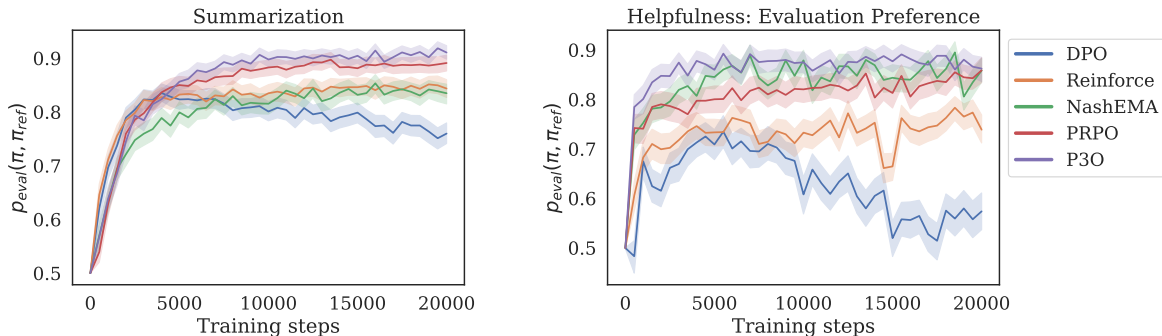 Summarization
p_eval(π, π_ref)
0.9
0.8
0.7
0.6
0.5
0 5000 10000 15000 20000
Training steps
Helpfulness: Evaluation Preference
p_eval(π, π_ref)
0.9
0.8
0.7
0.6
0.5
0 5000 10000 15000 20000
Training steps
DPO
Reinforce
NashEMA
PRPO
P3O